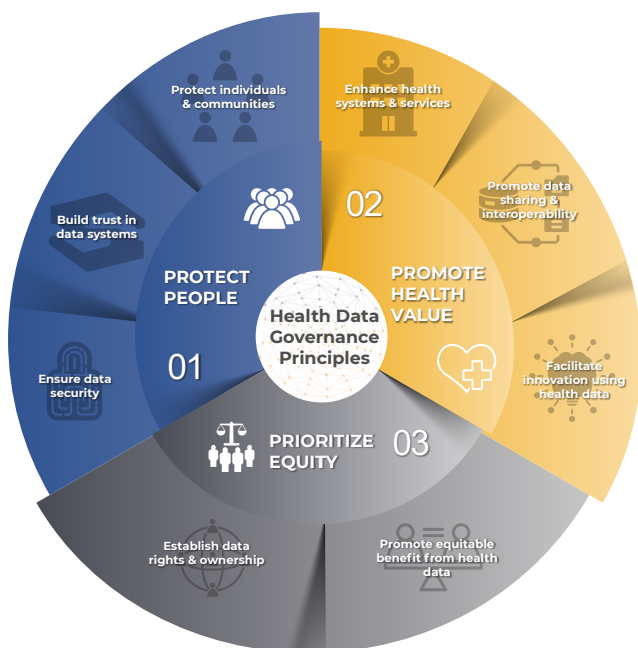 Protect individuals
& communities
Build trust in
data systems
Ensure data
security
PROTECT
PEOPLE
01
Enhance health
systems & services
Promote data
sharing &
interoperability
Facilitate
innovation using
health data
02
PROMOTE
HEALTH
VALUE
Health Data
Governance
Principles
PRIORITIZE
EQUITY
03
Establish data
rights & ownership
Promote equitable
benefit from health
data